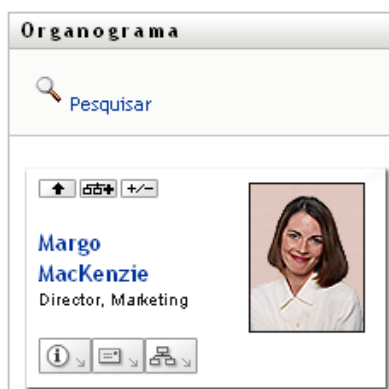 Organograma
Pesquisar
+/-
Margo
MacKenzie
Director, Marketing